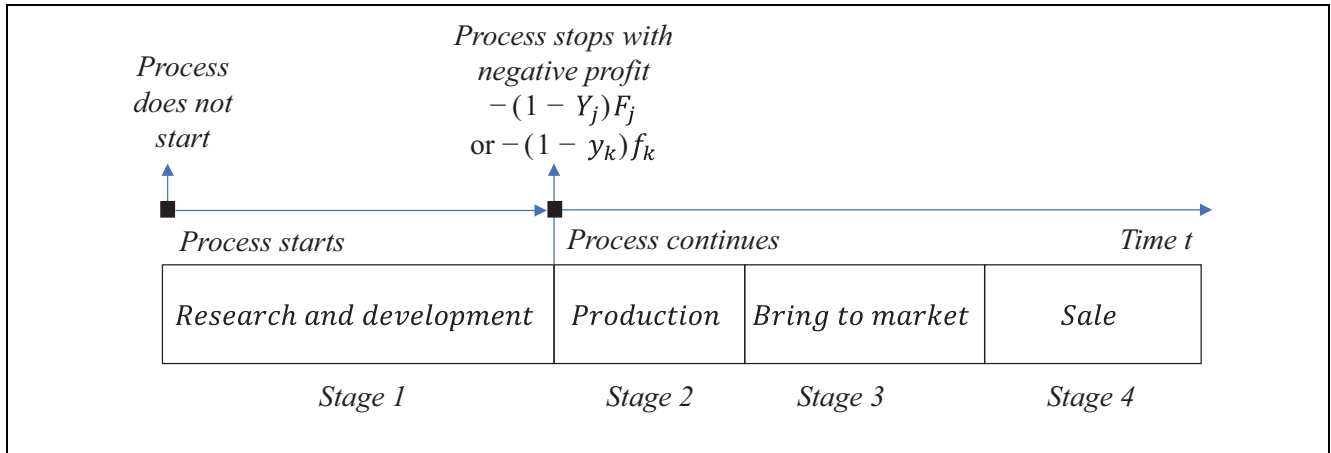 Process
does not
start
Process stops with
negative profit
−(1 − Y_j)F_j
or −(1 − y_k)f_k
Process starts
Process continues
Time t
Research and development
Production
Bring to market
Sale
Stage 1
Stage 2
Stage 3
Stage 4